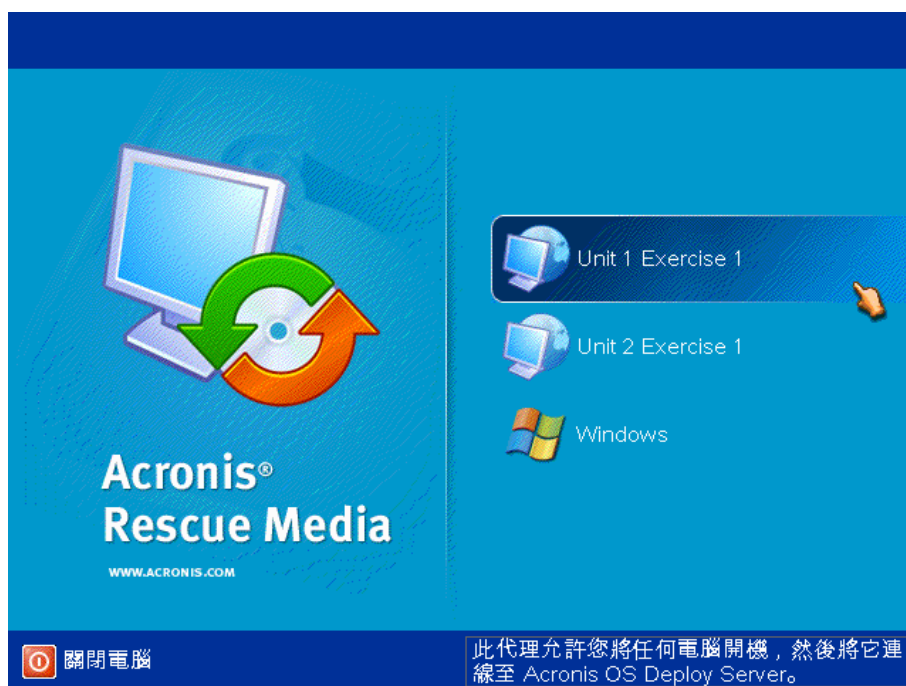 Unit 1 Exercise 1
Unit 2 Exercise 1
Windows
Acronis®
Rescue Media
WWW.ACRONIS.COM
關閉電腦
此代理允許您將任何電腦開機，然後將它連
線至 Acronis OS Deploy Server。